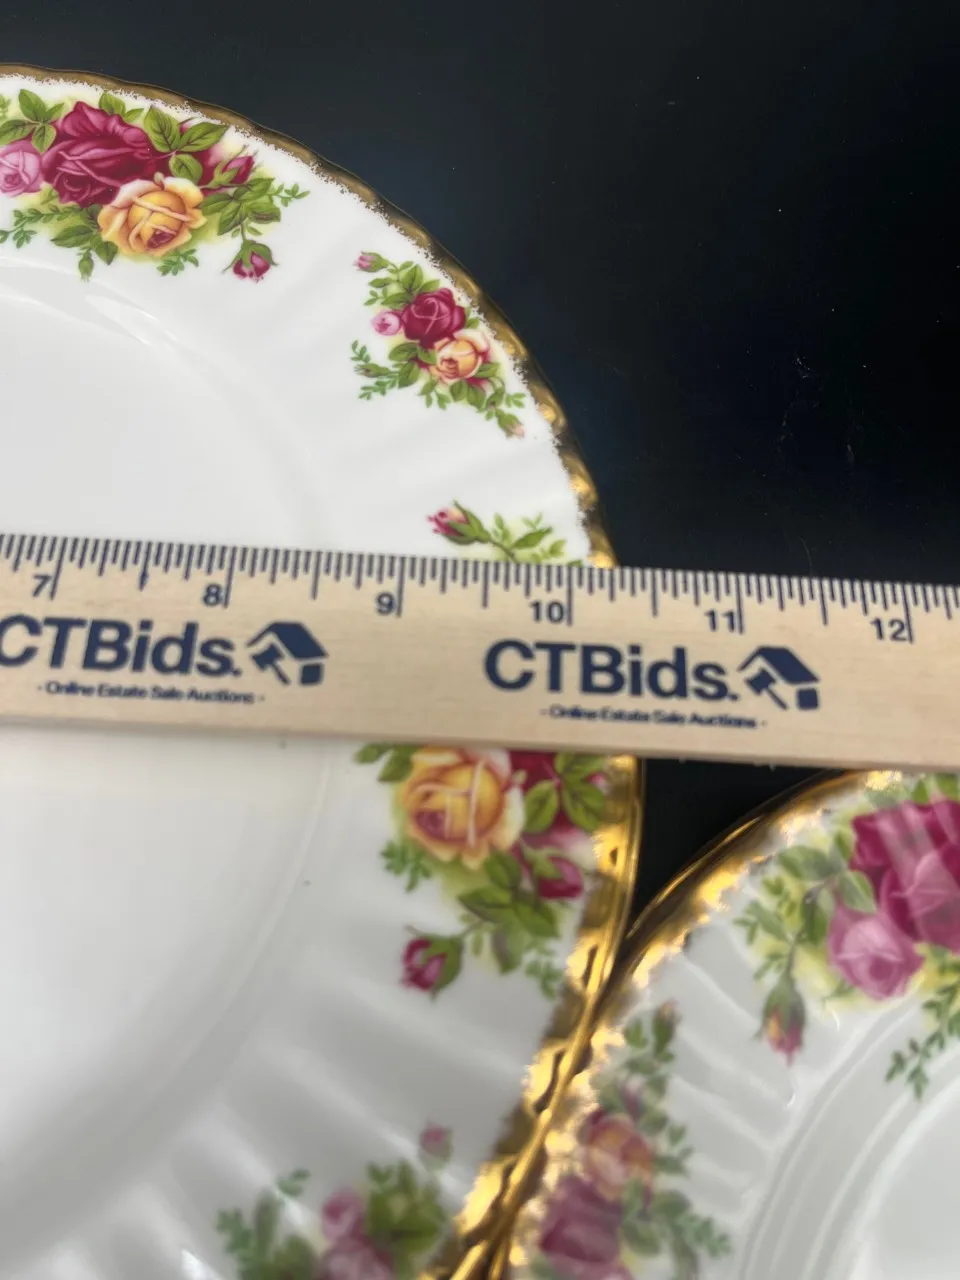 7 8 9 10 11 12
CTBids. CTBids.
- Online Estate Sale Auctions - - Online Estate Sale Auctions -